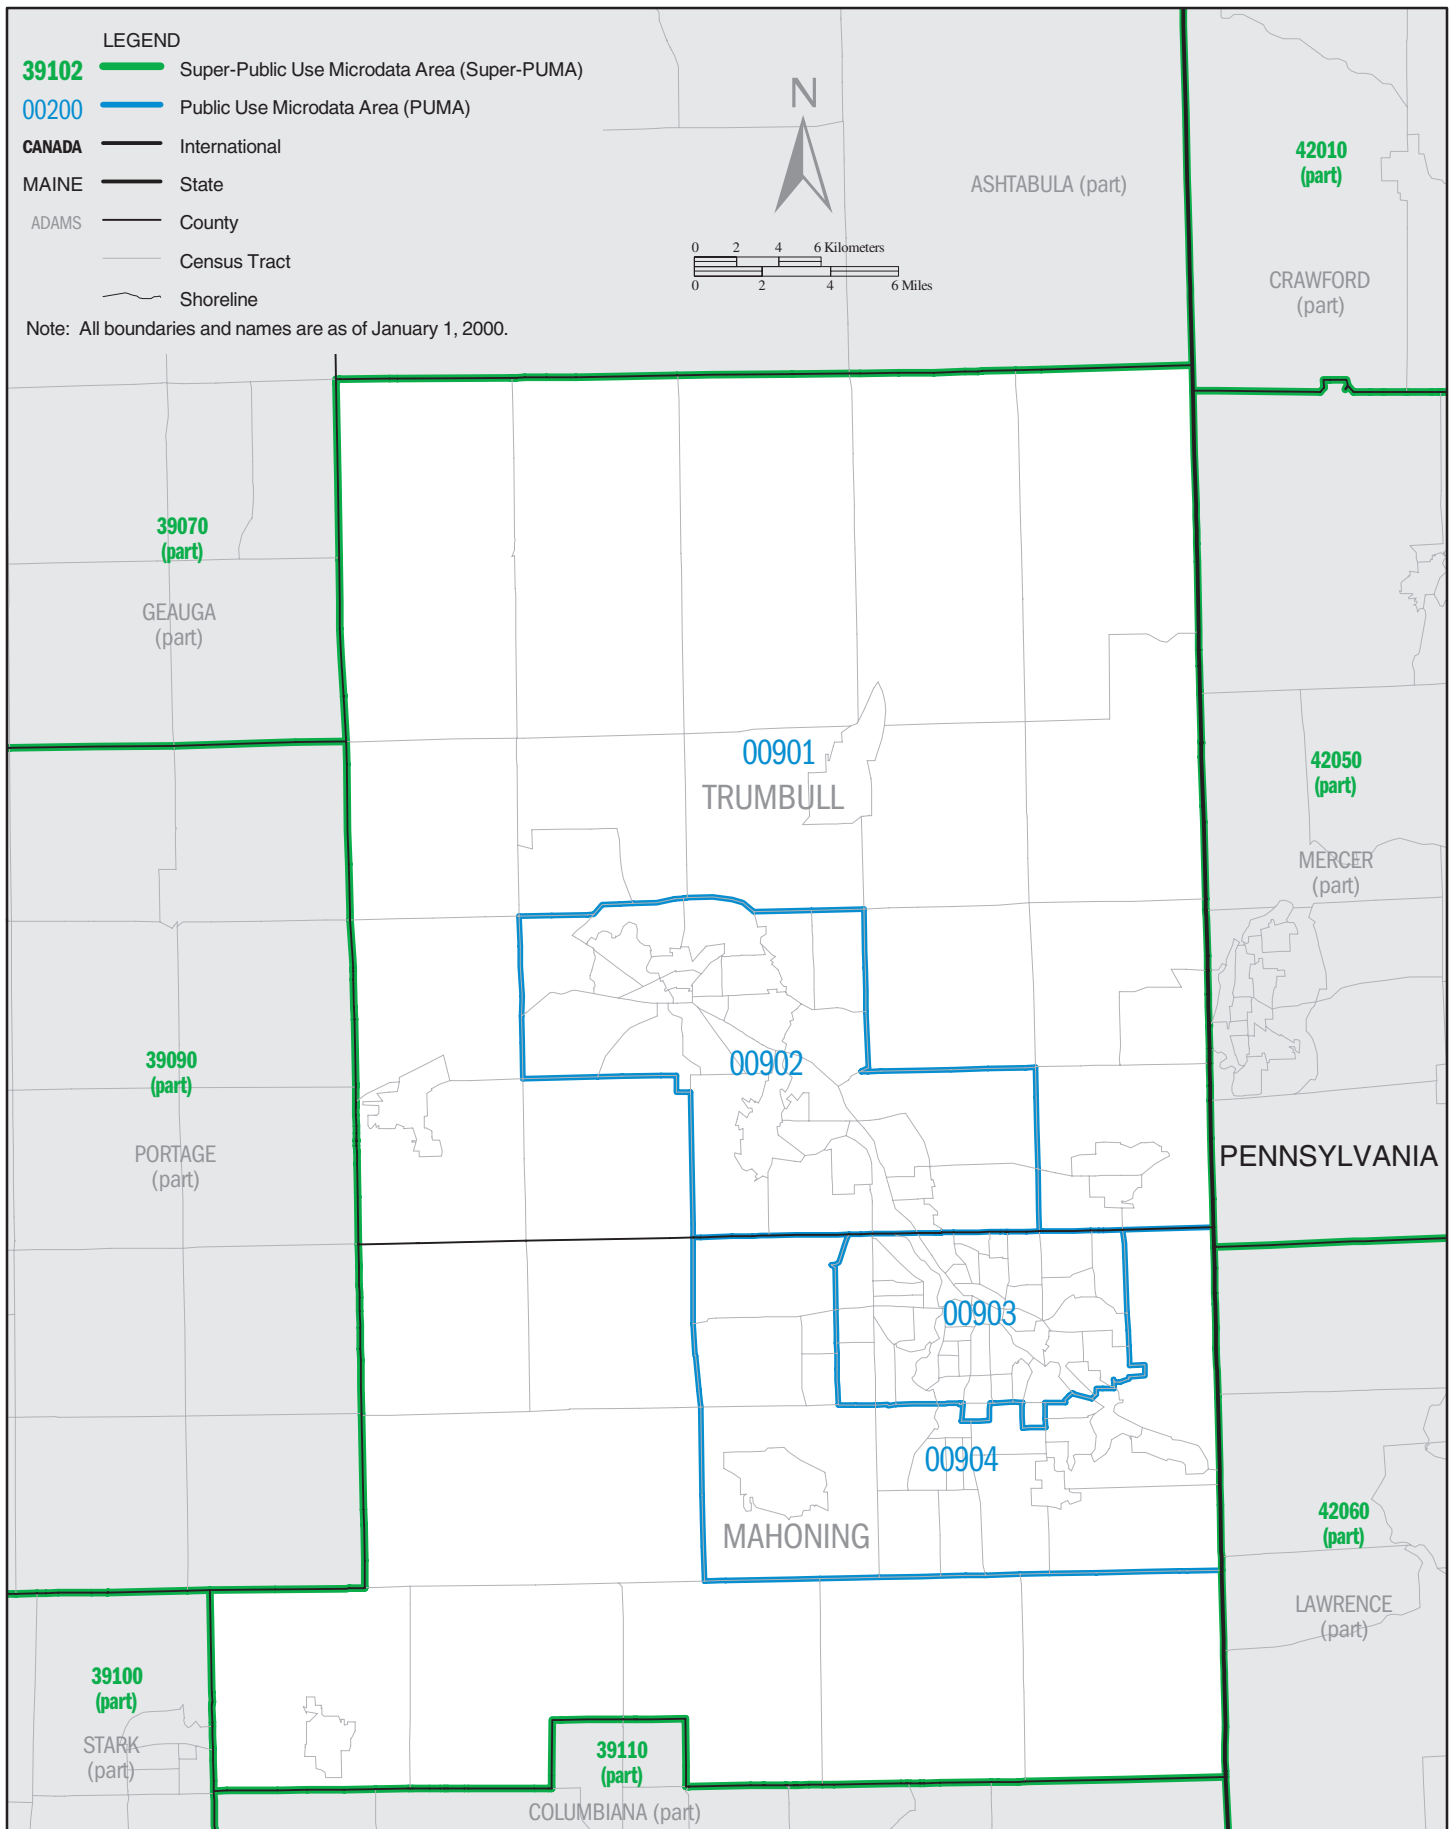 LEGEND
39102 Super-Public Use Microdata Area (Super-PUMA)
00200 Public Use Microdata Area (PUMA)
CANADA International
MAINE State
ADAMS County
Census Tract
Shoreline
Note: All boundaries and names are as of January 1, 2000.
N
0 2 4 6 Kilometers
0 2 4 6 Miles
ASHTABULA (part)
42010
(part)
CRAWFORD
(part)
39070
(part)
GEAUGA
(part)
00901
TRUMBULL
42050
(part)
MERCER
(part)
39090
(part)
00902
PORTAGE
(part)
PENNSYLVANIA
00903
00904
MAHONING
42060
(part)
LAWRENCE
(part)
39100
(part)
STARK
(part)
39110
(part)
COLUMBIANA (part)